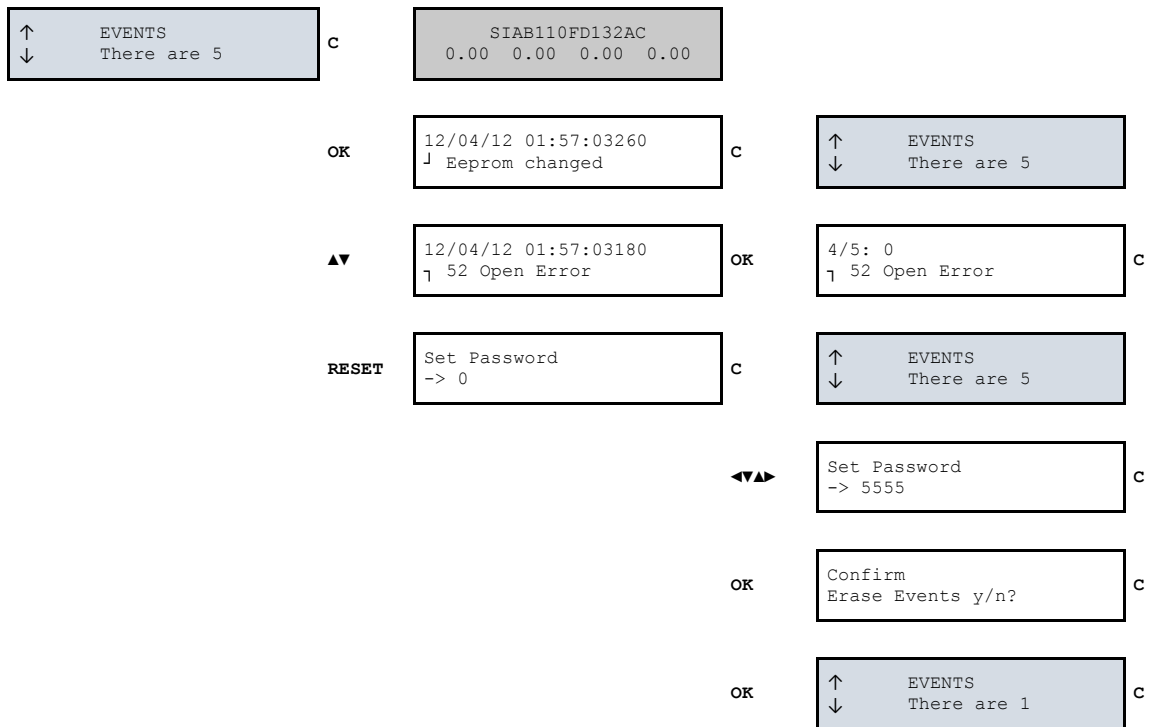 ↑ EVENTS
↓ There are 5
C
SIAB110FD132AC
0.00 0.00 0.00 0.00
OK
12/04/12 01:57:03260
┘ Eeprom changed
C
↑ EVENTS
↓ There are 5
▲▼
12/04/12 01:57:03180
┐ 52 Open Error
OK
4/5: 0
┐ 52 Open Error
C
RESET
Set Password
-> 0
C
↑ EVENTS
↓ There are 5
◄▼▲►
Set Password
-> 5555
C
OK
Confirm
Erase Events y/n?
C
OK
↑ EVENTS
↓ There are 1
C